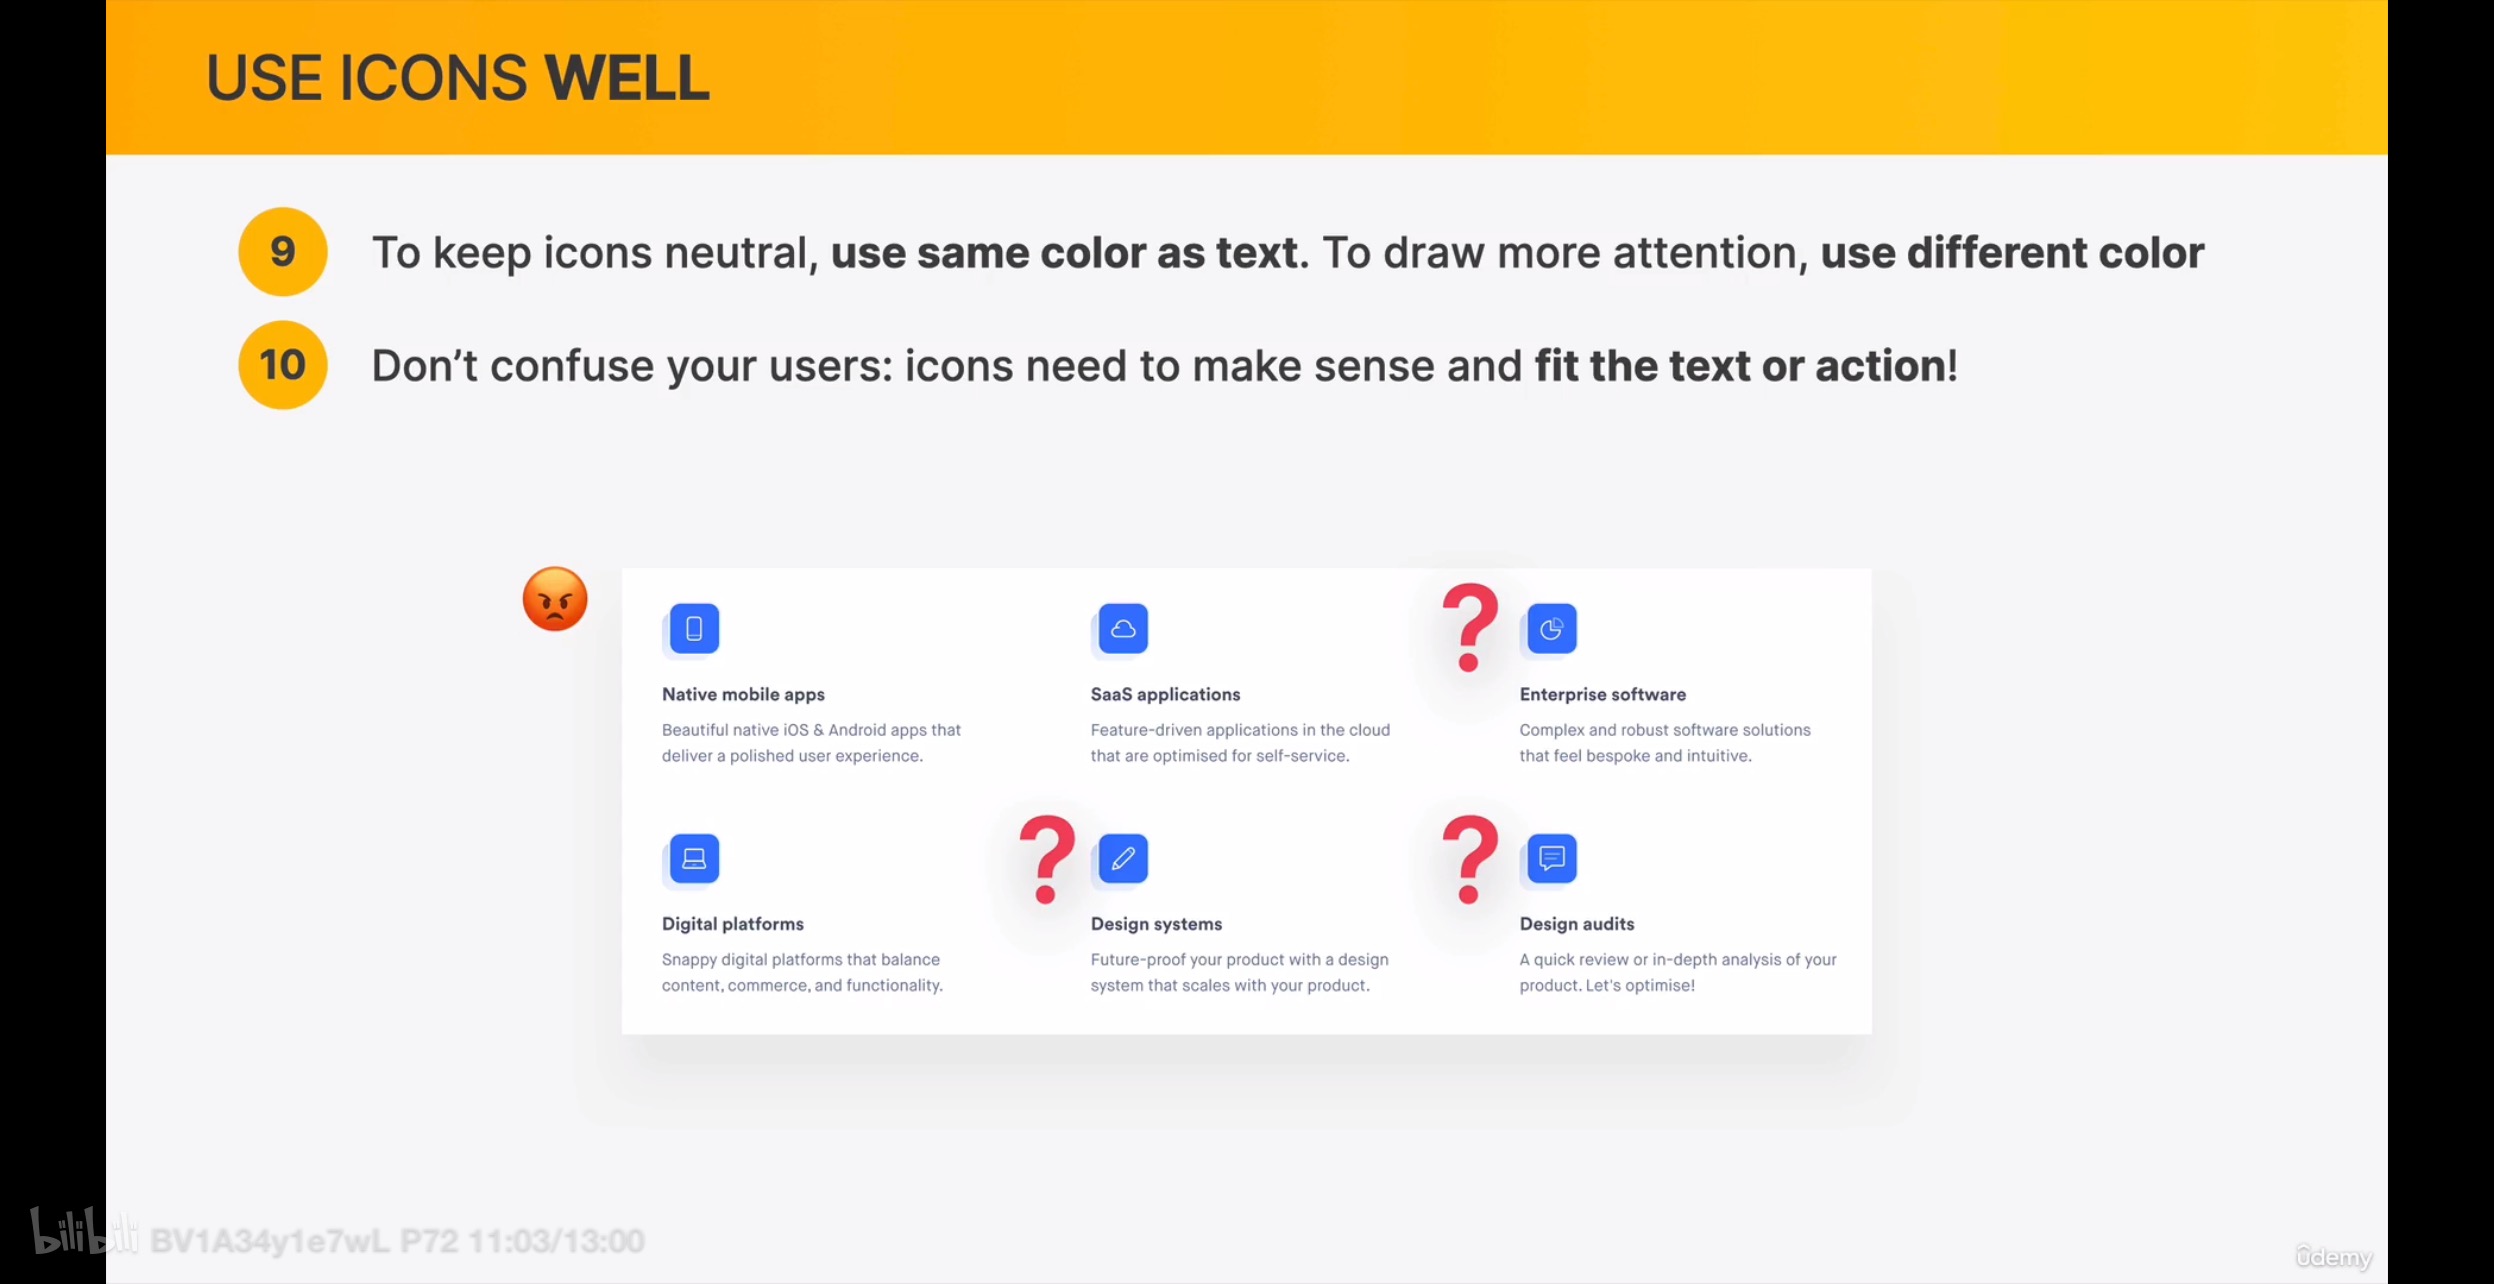 USE ICONS WELL
9 To keep icons neutral, use same color as text. To draw more attention, use different color
10 Don’t confuse your users: icons need to make sense and fit the text or action!
?
Native mobile apps
Beautiful native iOS & Android apps that
deliver a polished user experience.
SaaS applications
Feature-driven applications in the cloud
that are optimised for self-service.
Enterprise software
Complex and robust software solutions
that feel bespoke and intuitive.
? ?
Digital platforms
Snappy digital platforms that balance
content, commerce, and functionality.
Design systems
Future-proof your product with a design
system that scales with your product.
Design audits
A quick review or in-depth analysis of your
product. Let's optimise!
bilibili BV1A34y1e7wL P72 11:03/13:00
ûdemy